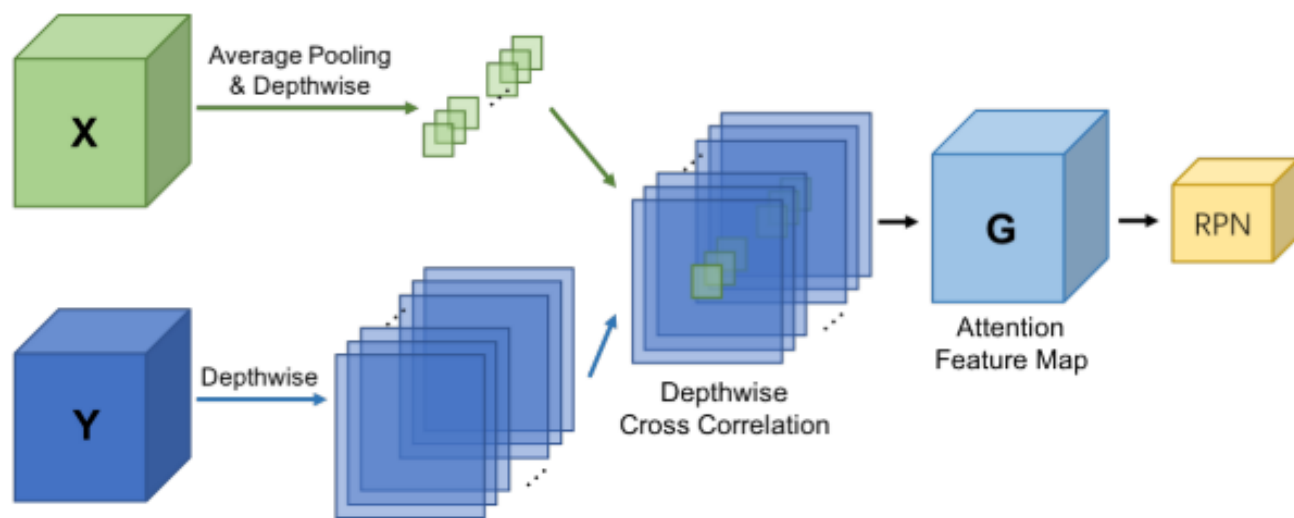 X
Average Pooling
& Depthwise
Y
Depthwise
Depthwise
Cross Correlation
G
Attention
Feature Map
RPN